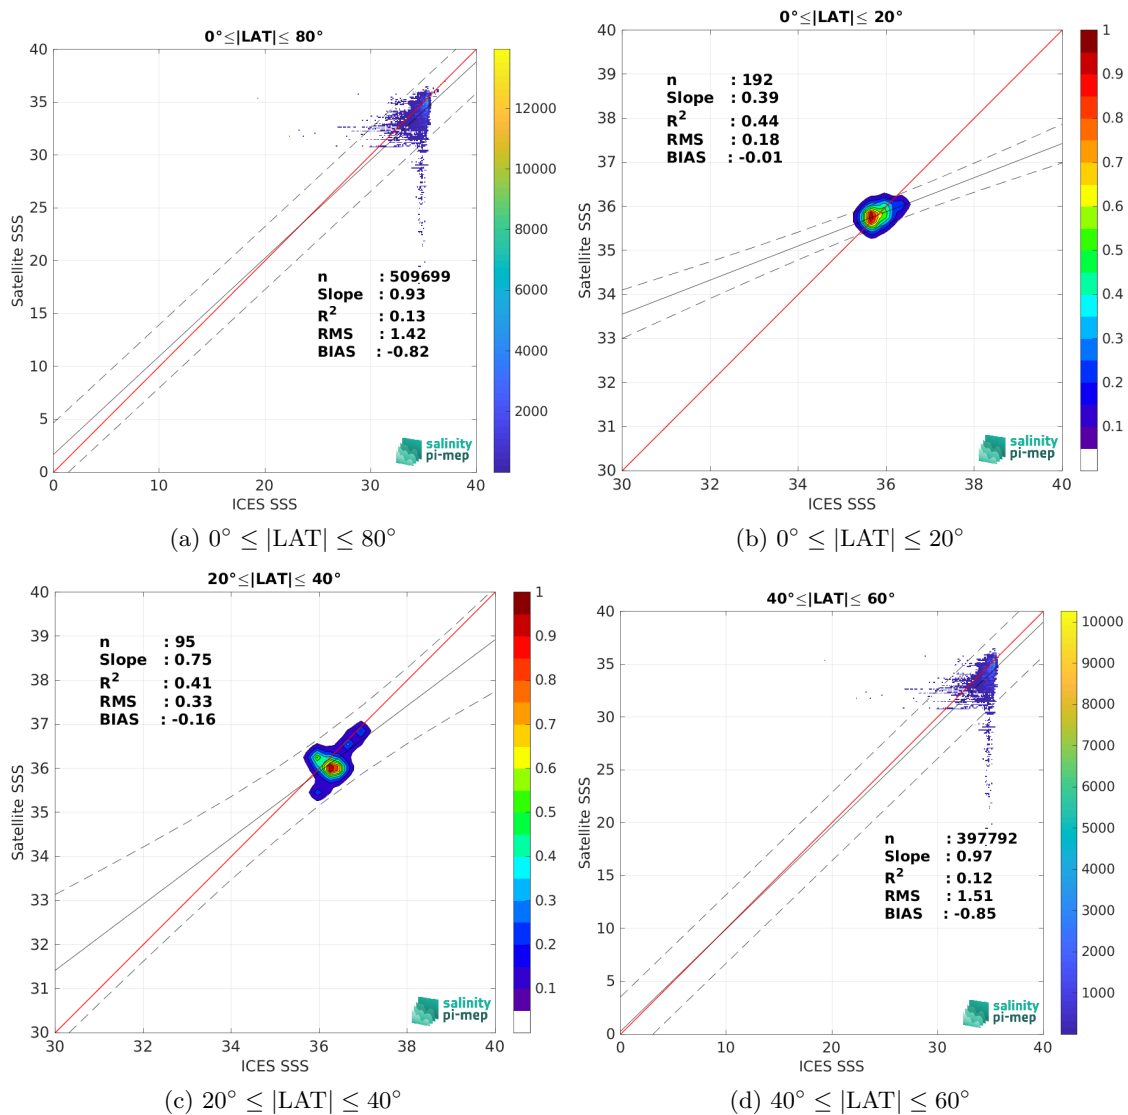 0°≤|LAT|≤ 80°
40
35
30
25
20
15
10
5
0
Satellite SSS
n : 509699
Slope : 0.93
R² : 0.13
RMS : 1.42
BIAS : -0.82
salinity
pi-mep
0 10 20 30 40
ICES SSS
12000
10000
8000
6000
4000
2000
(a) 0° ≤ |LAT| ≤ 80°
0°≤|LAT|≤ 20°
40
39
38
37
36
35
34
33
32
31
30
Satellite SSS
n : 192
Slope : 0.39
R² : 0.44
RMS : 0.18
BIAS : -0.01
salinity
pi-mep
30 32 34 36 38 40
ICES SSS
1
0.9
0.8
0.7
0.6
0.5
0.4
0.3
0.2
0.1
(b) 0° ≤ |LAT| ≤ 20°
20°≤|LAT|≤ 40°
40
39
38
37
36
35
34
33
32
31
30
Satellite SSS
n : 95
Slope : 0.75
R² : 0.41
RMS : 0.33
BIAS : -0.16
salinity
pi-mep
30 32 34 36 38 40
ICES SSS
1
0.9
0.8
0.7
0.6
0.5
0.4
0.3
0.2
0.1
(c) 20° ≤ |LAT| ≤ 40°
40°≤|LAT|≤ 60°
40
35
30
25
20
15
10
5
0
Satellite SSS
n : 397792
Slope : 0.97
R² : 0.12
RMS : 1.51
BIAS : -0.85
salinity
pi-mep
0 10 20 30 40
ICES SSS
10000
9000
8000
7000
6000
5000
4000
3000
2000
1000
(d) 40° ≤ |LAT| ≤ 60°